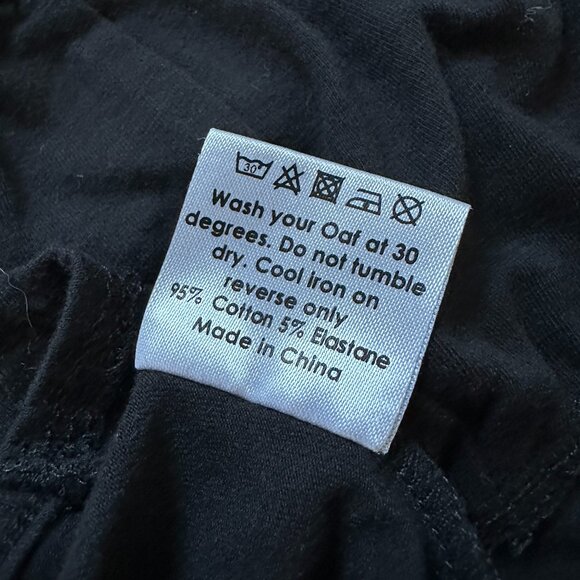 30
Wash your Oaf at 30
degrees. Do not tumble
dry. Cool iron on
reverse only
95% Cotton 5% Elastane
Made in China